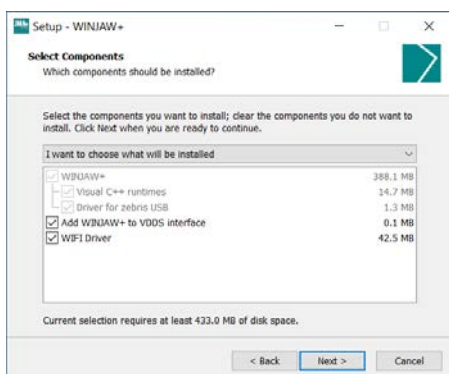 Setup - WINJAW+
Select Components
Which components should be installed?
Select the components you want to install; clear the components you do not want to
install. Click Next when you are ready to continue.
I want to choose what will be installed
WINJAW+ 388.1 MB
Visual C++ runtimes 14.7 MB
Driver for zebris USB 1.3 MB
Add WINJAW+ to VDDS interface 0.1 MB
WIFI Driver 42.5 MB
Current selection requires at least 433.0 MB of disk space.
< Back Next > Cancel